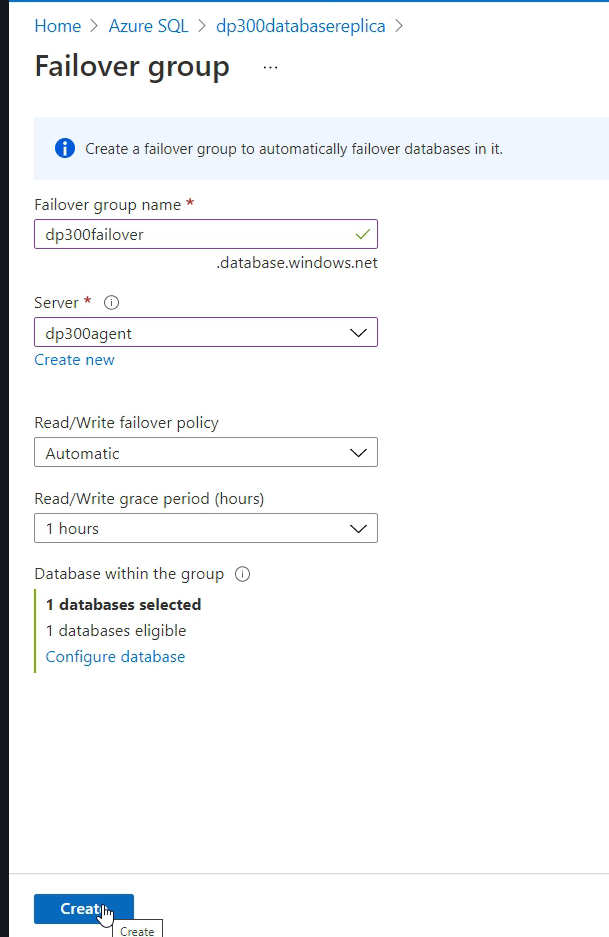 Home > Azure SQL > dp300databasereplica >
Failover group ...
Create a failover group to automatically failover databases in it.
Failover group name *
dp300failover
.database.windows.net
Server *
dp300agent
Create new
Read/Write failover policy
Automatic
Read/Write grace period (hours)
1 hours
Database within the group
1 databases selected
1 databases eligible
Configure database
Create
Create